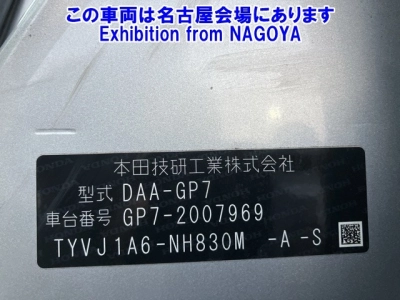 この車両は名古屋会場にあります
Exhibition from NAGOYA
本田技研工業株式会社
型式 DAA-GP7
車台番号 GP7-2007969
TYVJ1A6-NH830M -A-S